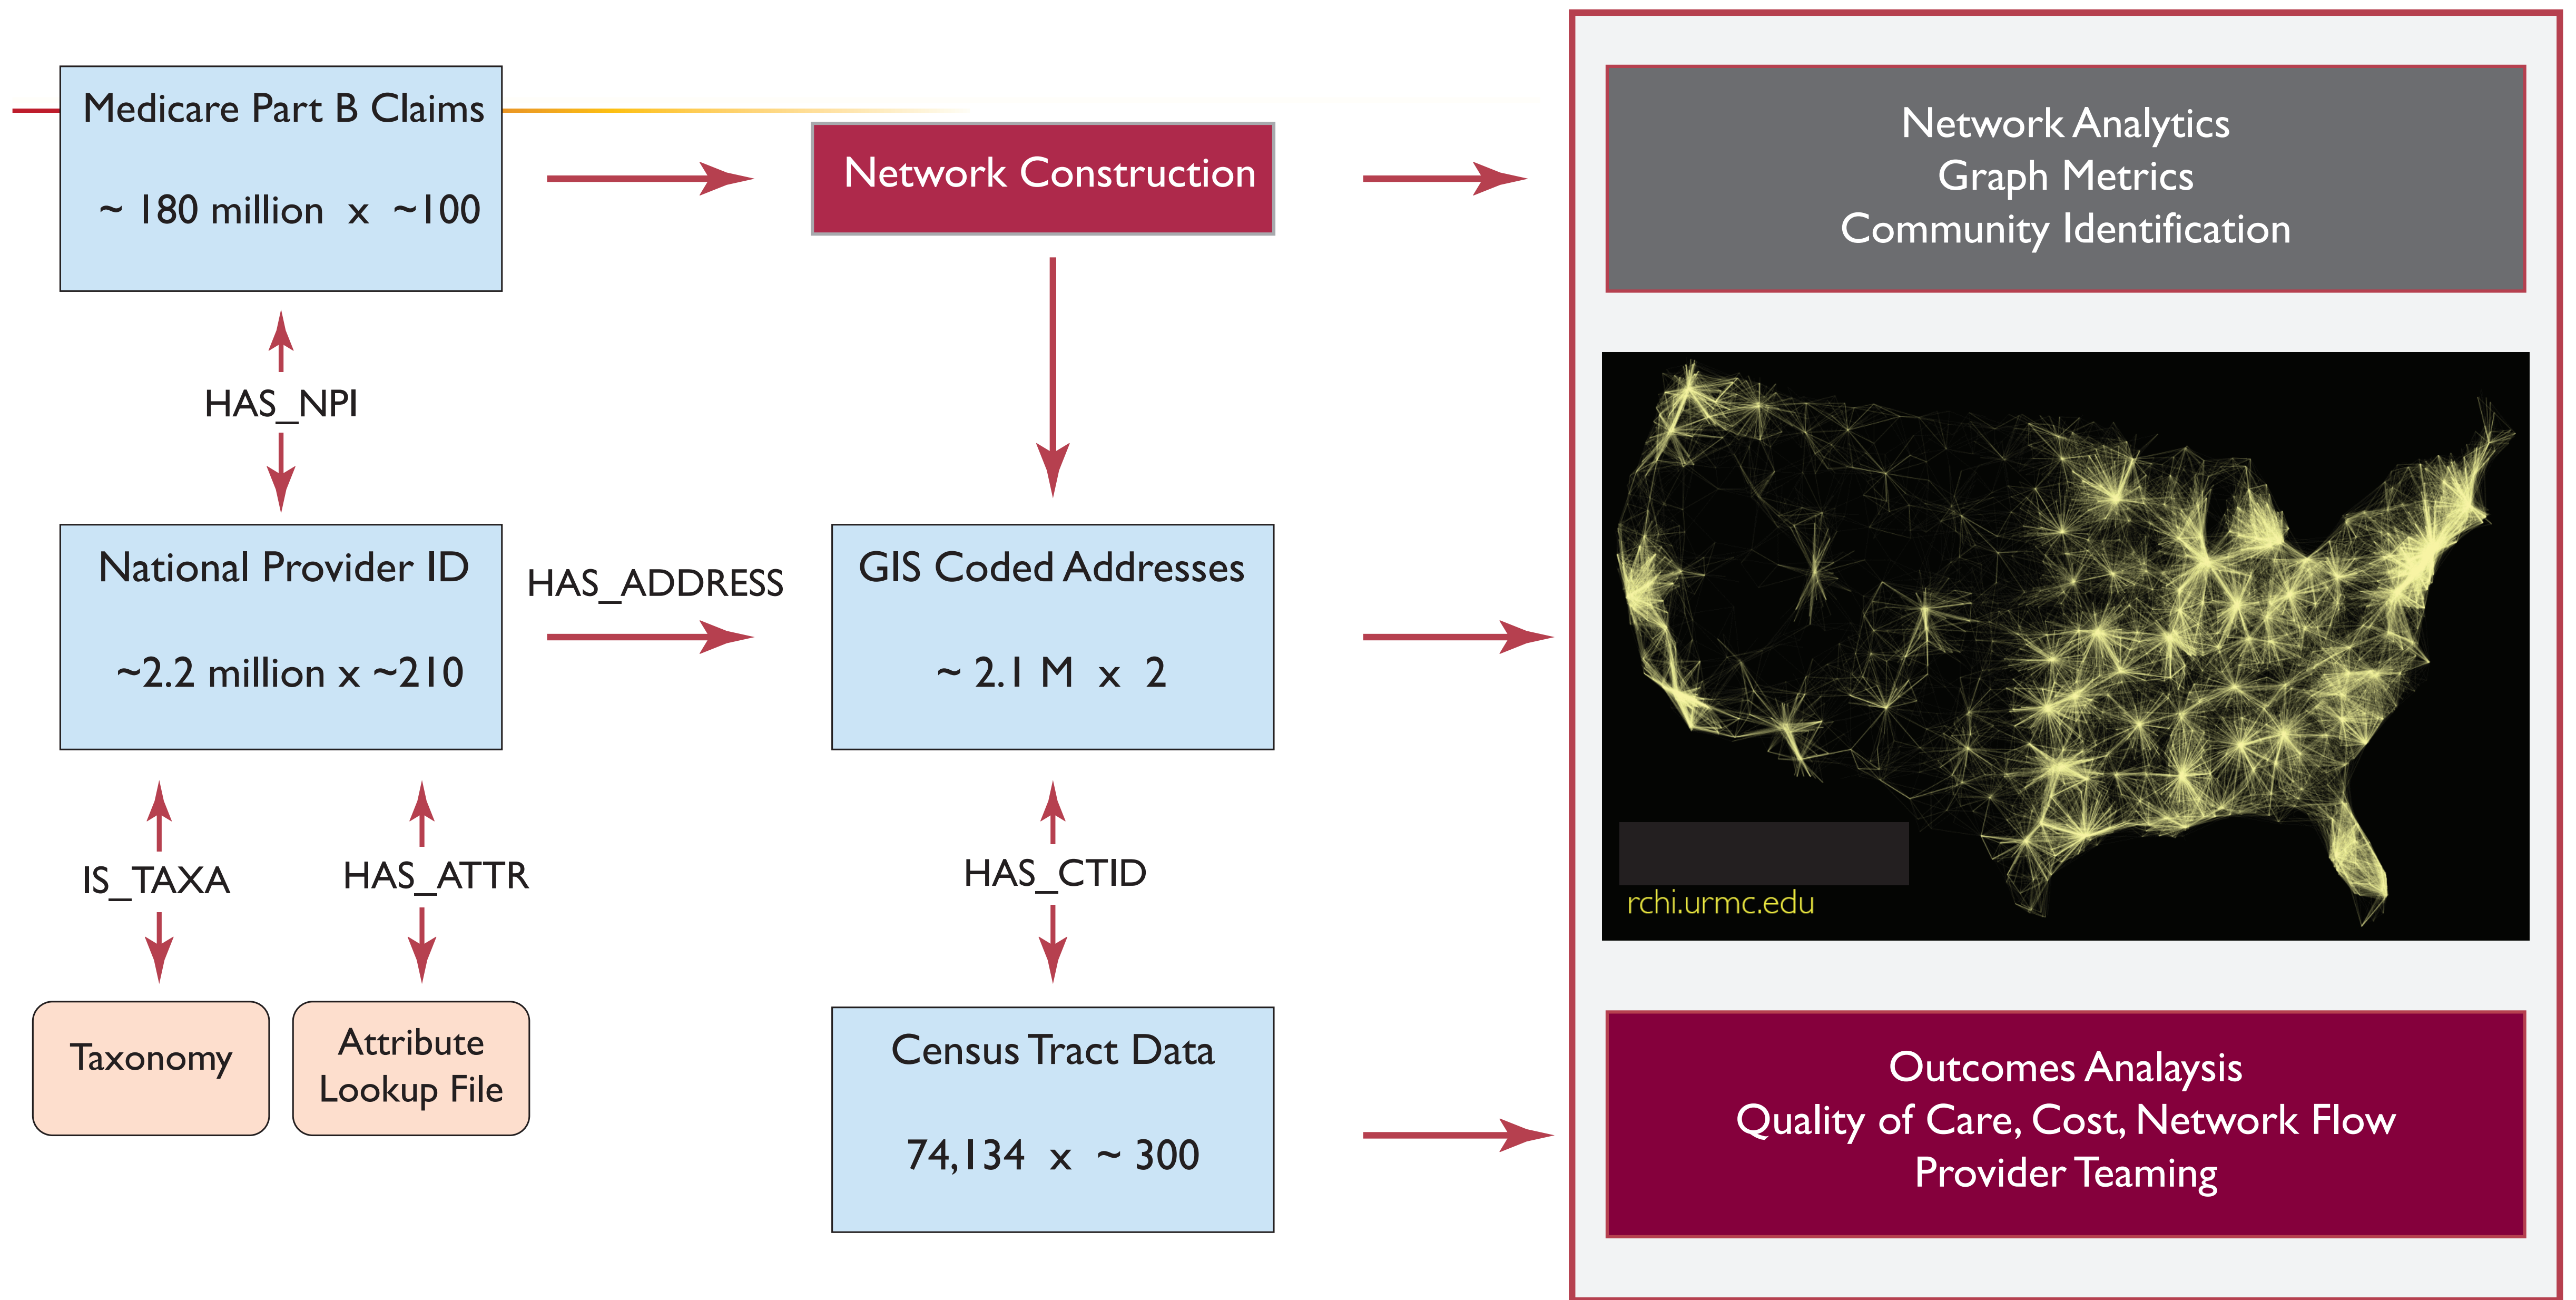 Medicare Part B Claims
~ 180 million x ~100
Network Construction
Network Analytics
Graph Metrics
Community Identification
HAS_NPI
National Provider ID
~2.2 million x ~210
HAS_ADDRESS
GIS Coded Addresses
~ 2.1 M x 2
rchi.urmc.edu
IS_TAXA
HAS_ATTR
HAS_CTID
Taxonomy
Attribute
Lookup File
Census Tract Data
74,134 x ~ 300
Outcomes Analaysis
Quality of Care, Cost, Network Flow
Provider Teaming